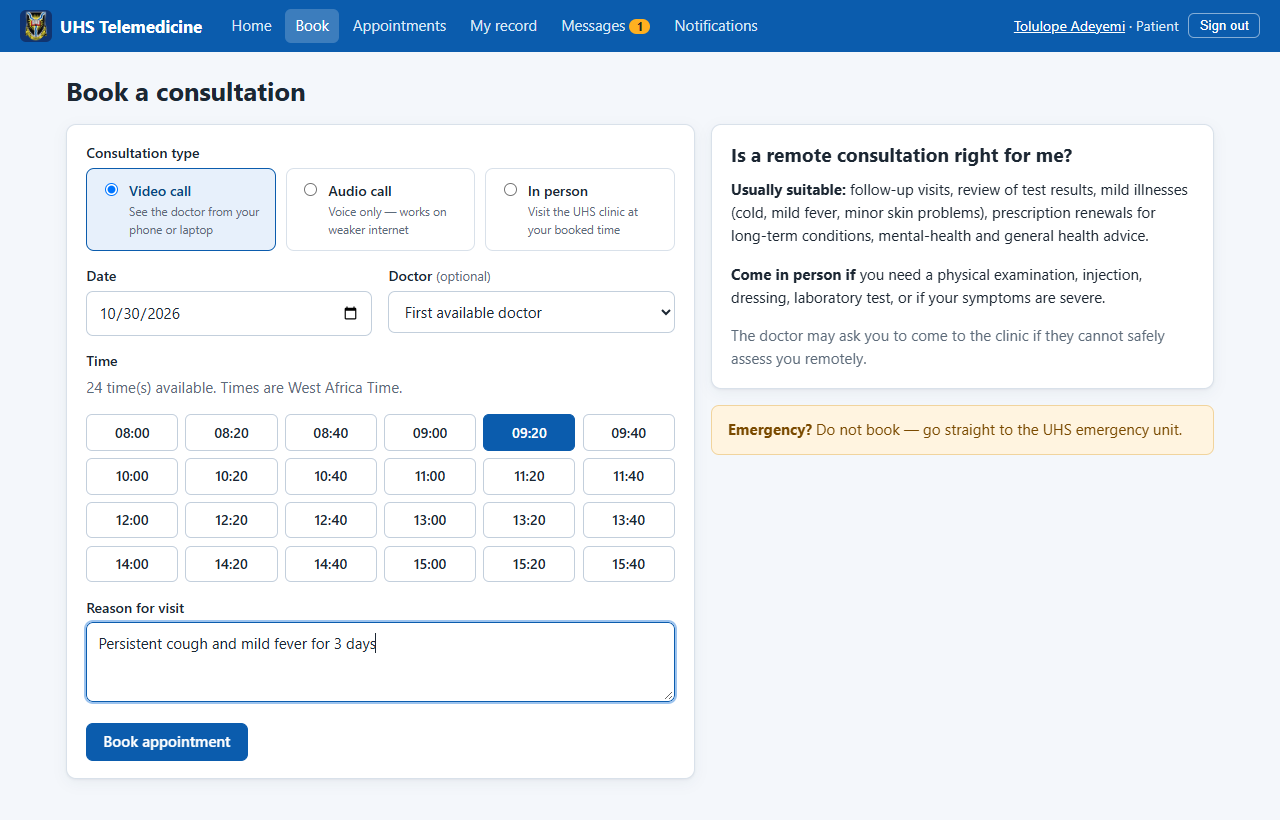 UHS Telemedicine Home Book Appointments My record Messages 1 Notifications Tolulope Adeyemi · Patient Sign out
Book a consultation
Consultation type
Video call
See the doctor from your
phone or laptop
Audio call
Voice only — works on
weaker internet
In person
Visit the UHS clinic at
your booked time
Date
10/30/2026
Doctor (optional)
First available doctor
Time
24 time(s) available. Times are West Africa Time.
08:00 08:20 08:40 09:00 09:20 09:40
10:00 10:20 10:40 11:00 11:20 11:40
12:00 12:20 12:40 13:00 13:20 13:40
14:00 14:20 14:40 15:00 15:20 15:40
Reason for visit
Persistent cough and mild fever for 3 days
Book appointment
Is a remote consultation right for me?
Usually suitable: follow-up visits, review of test results, mild illnesses
(cold, mild fever, minor skin problems), prescription renewals for
long-term conditions, mental-health and general health advice.
Come in person if you need a physical examination, injection,
dressing, laboratory test, or if your symptoms are severe.
The doctor may ask you to come to the clinic if they cannot safely
assess you remotely.
Emergency? Do not book — go straight to the UHS emergency unit.